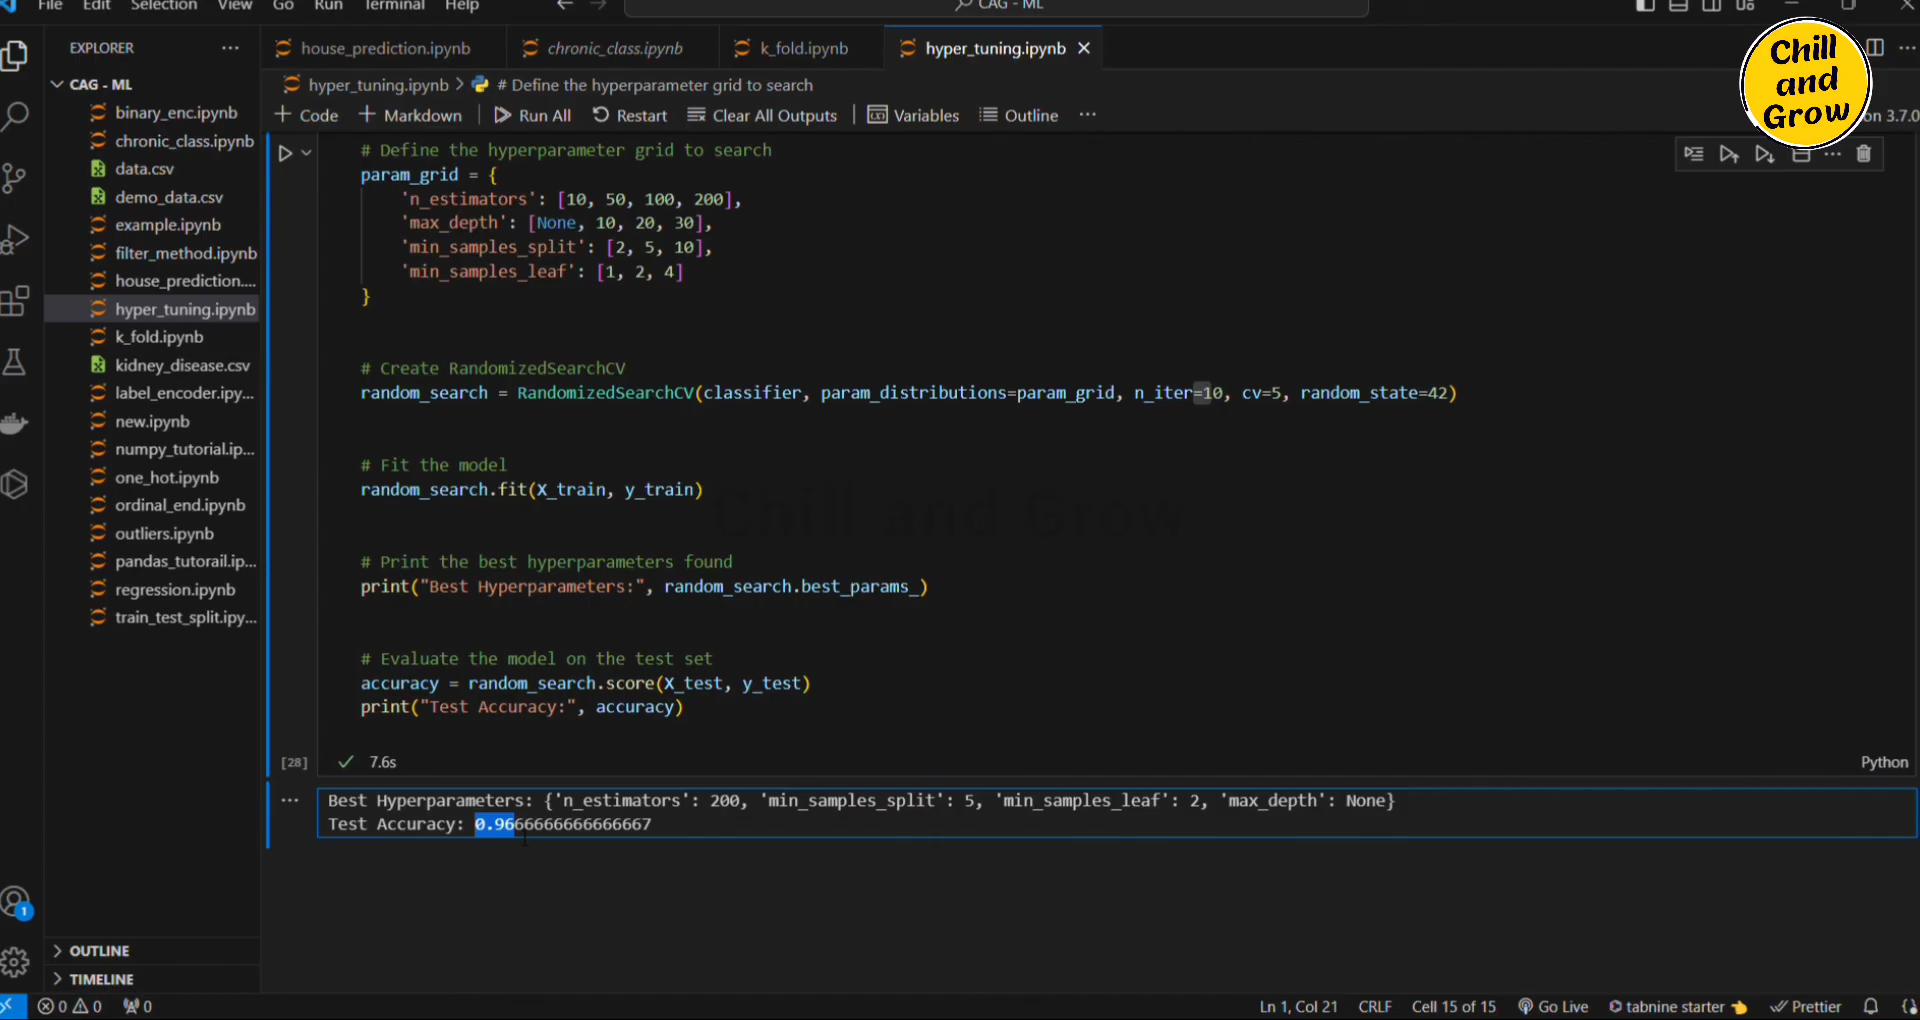 File Edit Selection View Go Run Terminal Help
CAG - ML
EXPLORER ···
house_prediction.ipynb
chronic_class.ipynb
k_fold.ipynb
hyper_tuning.ipynb
hyper_tuning.ipynb > # Define the hyperparameter grid to search
+ Code + Markdown Run All Restart Clear All Outputs Variables Outline ···
on 3.7.0
Chill
and
Grow
CAG - ML
binary_enc.ipynb
chronic_class.ipynb
data.csv
demo_data.csv
example.ipynb
filter_method.ipynb
house_prediction....
hyper_tuning.ipynb
k_fold.ipynb
kidney_disease.csv
label_encoder.ipy...
new.ipynb
numpy_tutorial.ip...
one_hot.ipynb
ordinal_end.ipynb
outliers.ipynb
pandas_tutorail.ip...
regression.ipynb
train_test_split.ipy...
# Define the hyperparameter grid to search
param_grid = {
'n_estimators': [10, 50, 100, 200],
'max_depth': [None, 10, 20, 30],
'min_samples_split': [2, 5, 10],
'min_samples_leaf': [1, 2, 4]
}
# Create RandomizedSearchCV
random_search = RandomizedSearchCV(classifier, param_distributions=param_grid, n_iter=10, cv=5, random_state=42)
# Fit the model
random_search.fit(X_train, y_train)
Chill and Grow
# Print the best hyperparameters found
print("Best Hyperparameters:", random_search.best_params_)
# Evaluate the model on the test set
accuracy = random_search.score(X_test, y_test)
print("Test Accuracy:", accuracy)
[28] 7.6s Python
Best Hyperparameters: {'n_estimators': 200, 'min_samples_split': 5, 'min_samples_leaf': 2, 'max_depth': None}
Test Accuracy: 0.9666666666666667
1
OUTLINE
TIMELINE
0 0 0 Ln 1, Col 21 CRLF Cell 15 of 15 Go Live tabnine starter Prettier